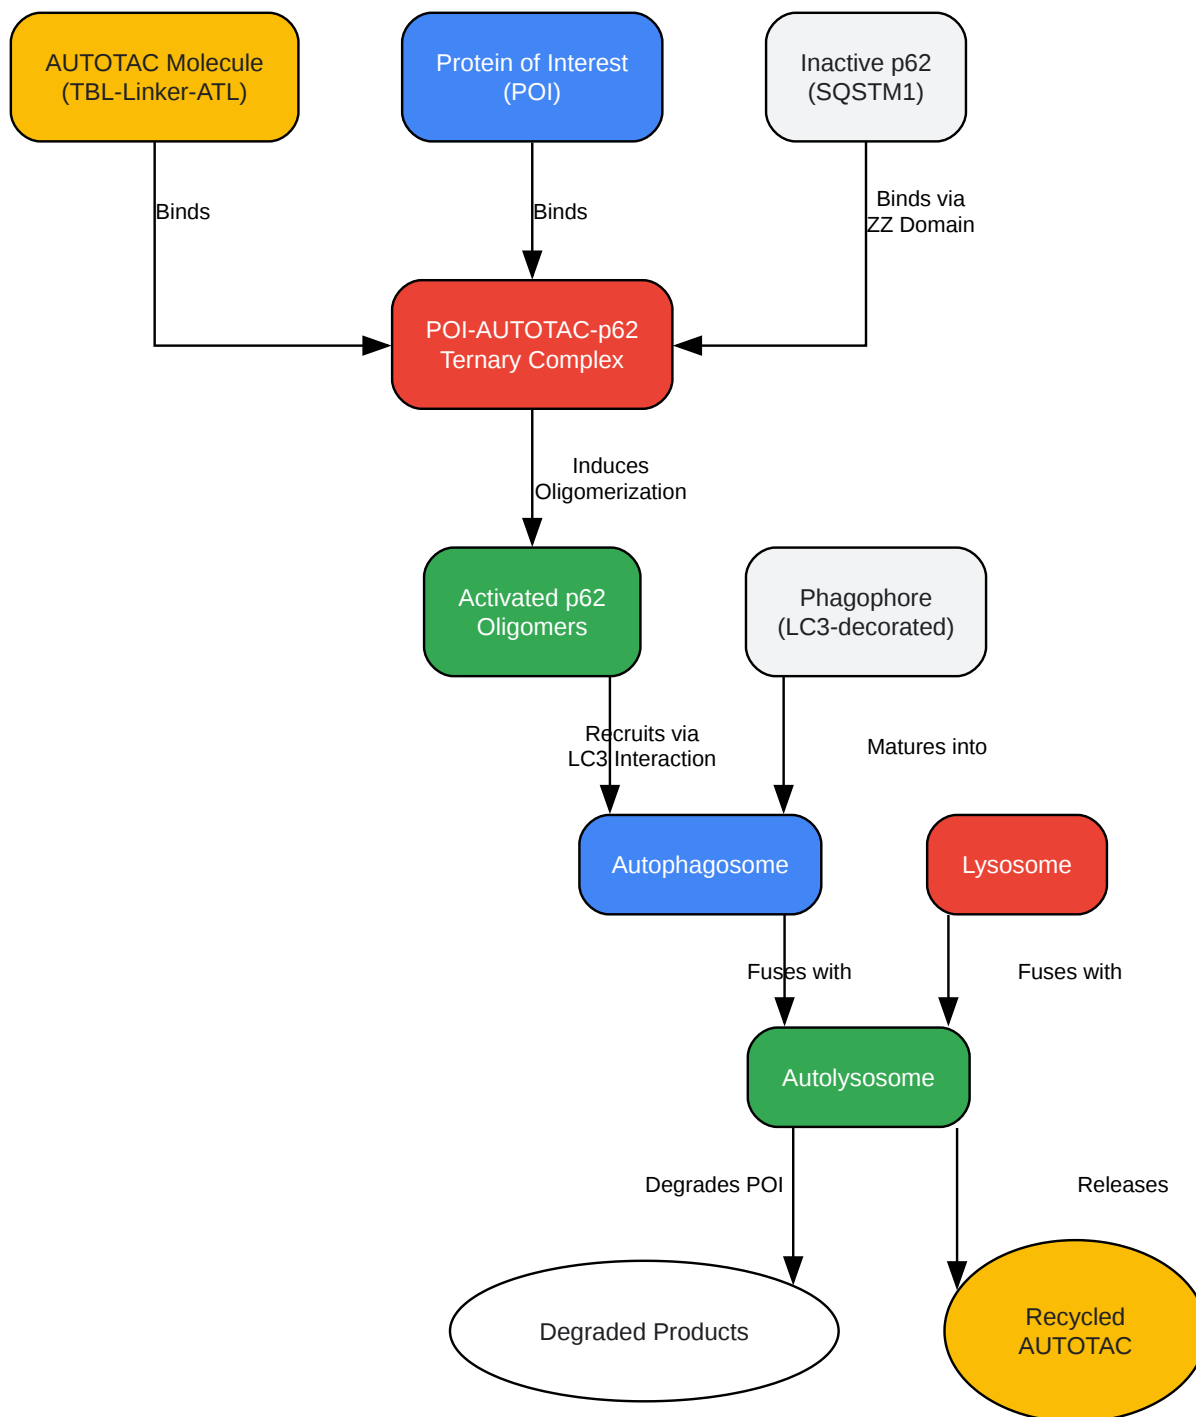 AUTOTAC Molecule
(TBL-Linker-ATL)
Protein of Interest
(POI)
Inactive p62
(SQSTM1)
Binds
Binds
Binds via
ZZ Domain
POI-AUTOTAC-p62
Ternary Complex
Induces
Oligomerization
Activated p62
Oligomers
Phagophore
(LC3-decorated)
Recruits via
LC3 Interaction
Matures into
Autophagosome
Lysosome
Fuses with
Fuses with
Autolysosome
Degrades POI
Releases
Degraded Products
Recycled
AUTOTAC